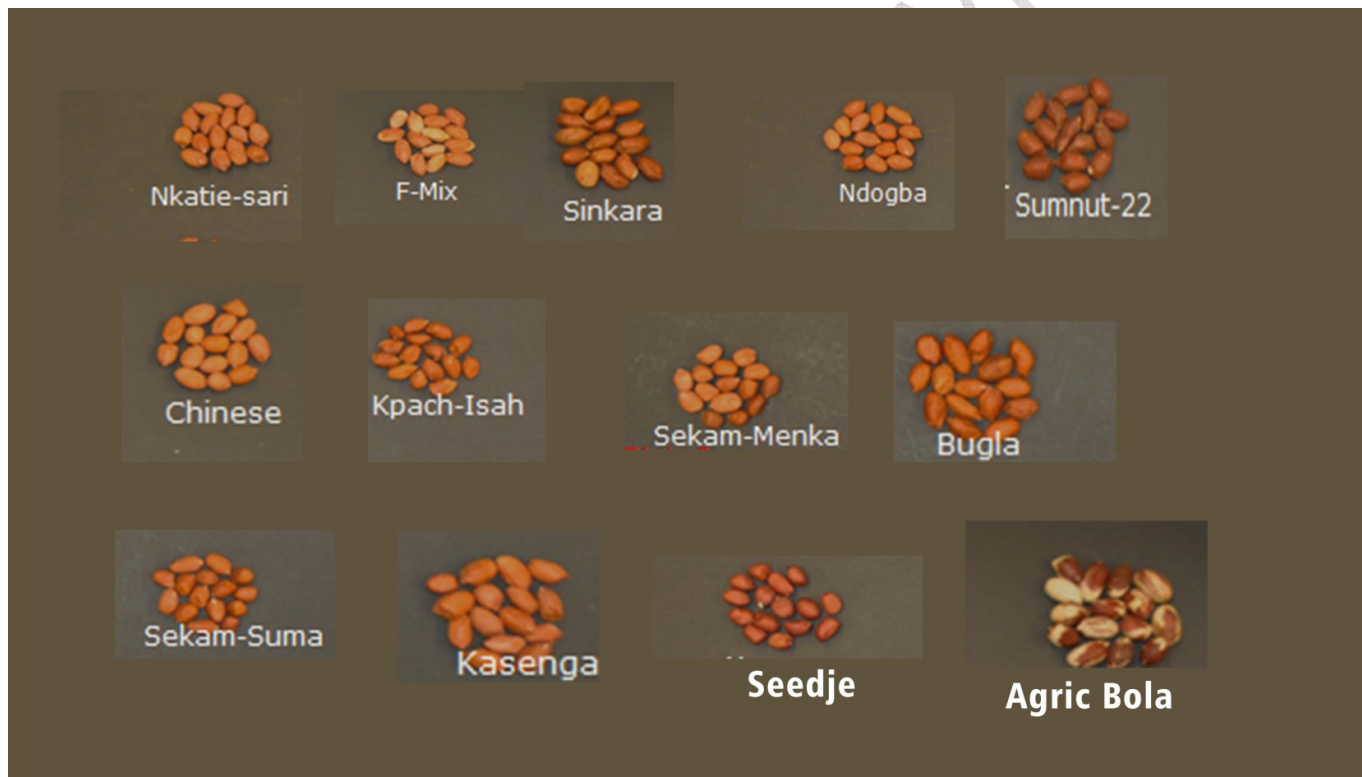 Nkatie-sari
F-Mix
Sinkara
Ndogba
Sumnut-22
Chinese
Kpach-Isah
Sekam-Menka
Bugla
Sekam-Suma
Kasenga
Seedje
Agric Bola